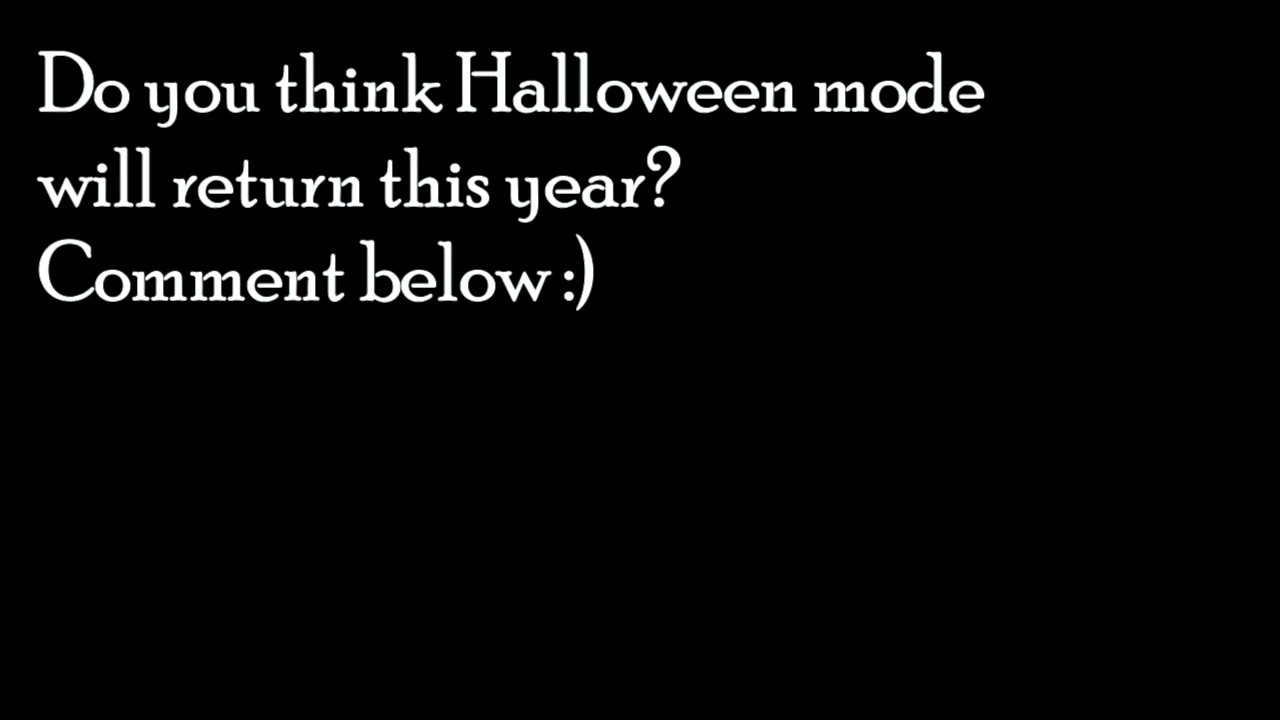 Do you think Halloween mode
will return this year?
Comment below :)